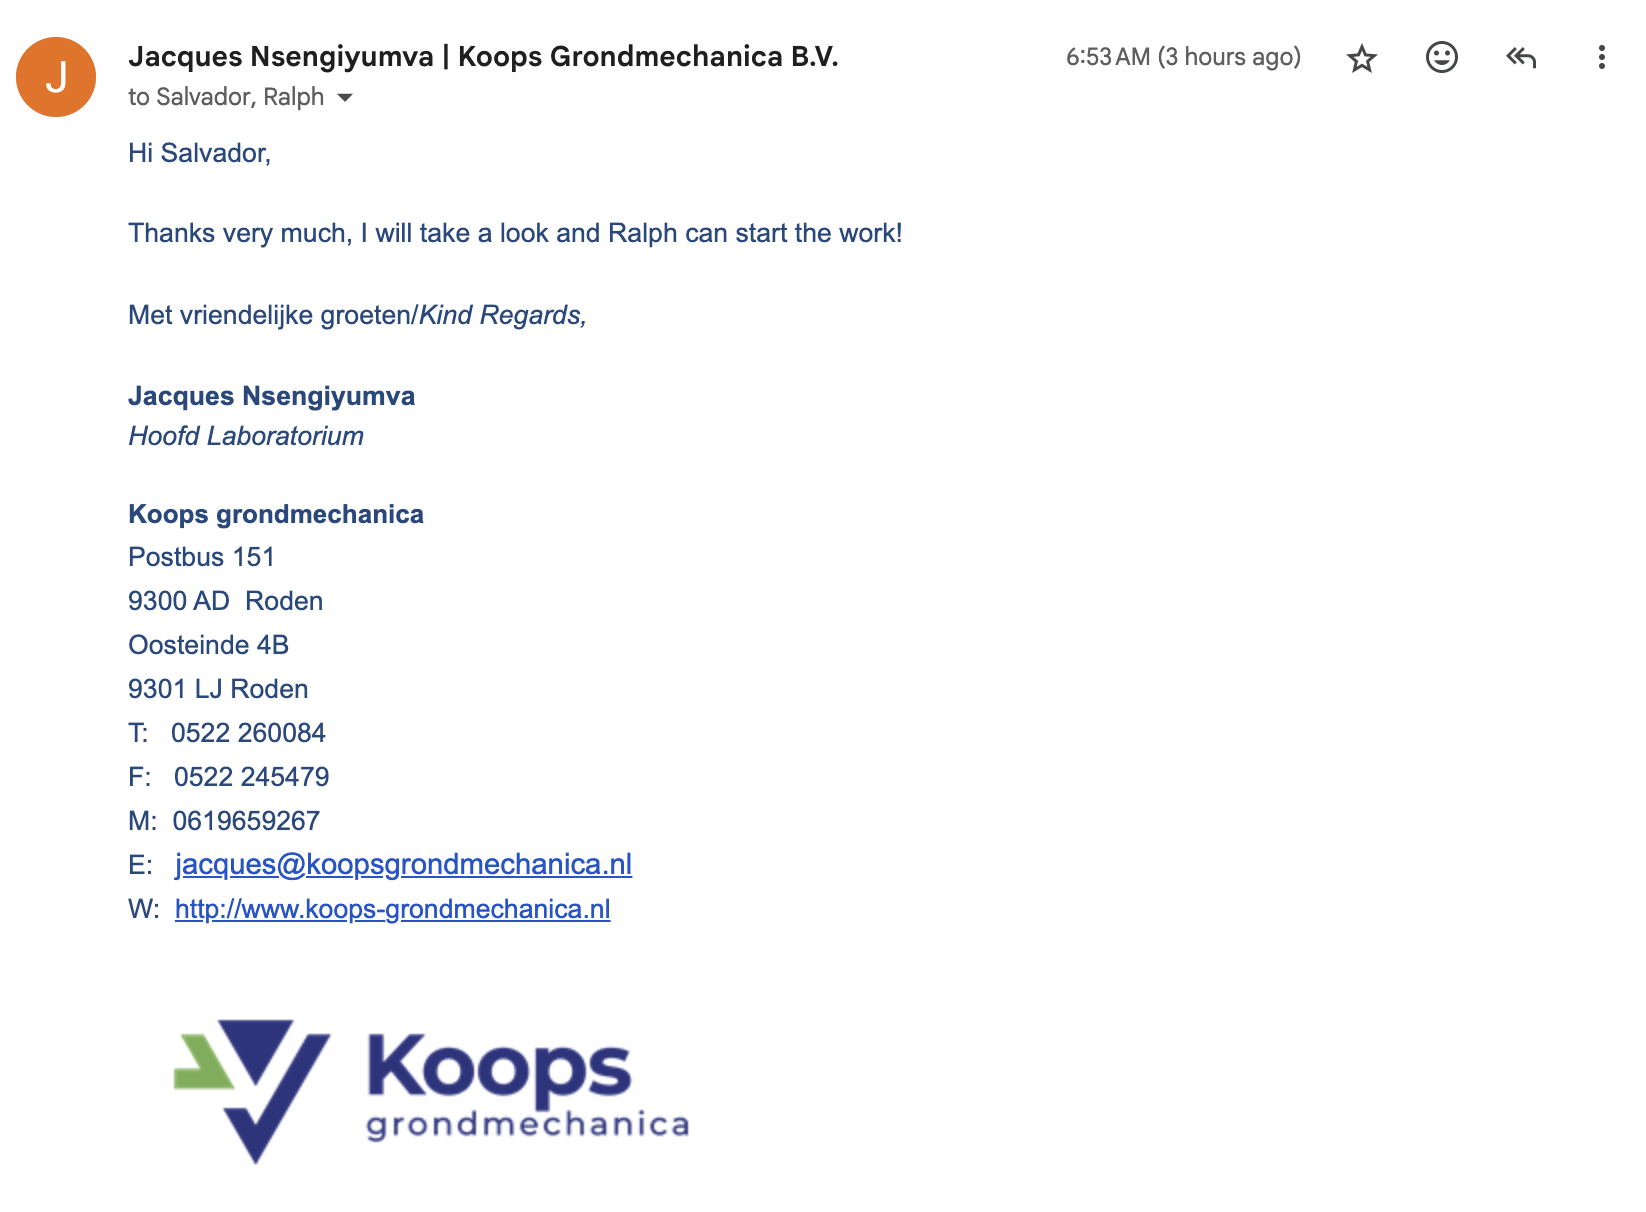 J
Jacques Nsengiyumva | Koops Grondmechanica B.V.
6:53 AM (3 hours ago)
to Salvador, Ralph
Hi Salvador,
Thanks very much, I will take a look and Ralph can start the work!
Met vriendelijke groeten/Kind Regards,
Jacques Nsengiyumva
Hoofd Laboratorium
Koops grondmechanica
Postbus 151
9300 AD  Roden
Oosteinde 4B
9301 LJ Roden
T:   0522 260084
F:   0522 245479
M:  0619659267
E:   jacques@koopsgrondmechanica.nl
W:  http://www.koops-grondmechanica.nl
Koops
grondmechanica